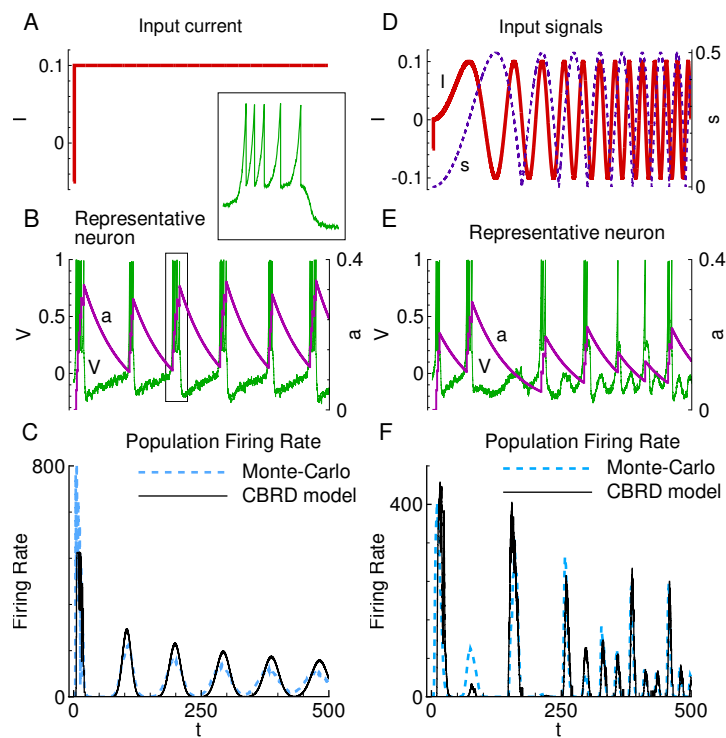 A
Input current
0.1
0
I
B
Representative
neuron
1
0.5
0
V
a
V
0.4
0
a
C
Population Firing Rate
Monte-Carlo
CBRD model
800
0
Firing Rate
0
250
500
t
D
Input signals
0.1
0
-0.1
I
I
s
0.5
0
s
E
Representative neuron
1
0.5
0
V
a
V
0.4
0
a
F
Population Firing Rate
Monte-Carlo
CBRD model
400
0
Firing Rate
0
250
500
t